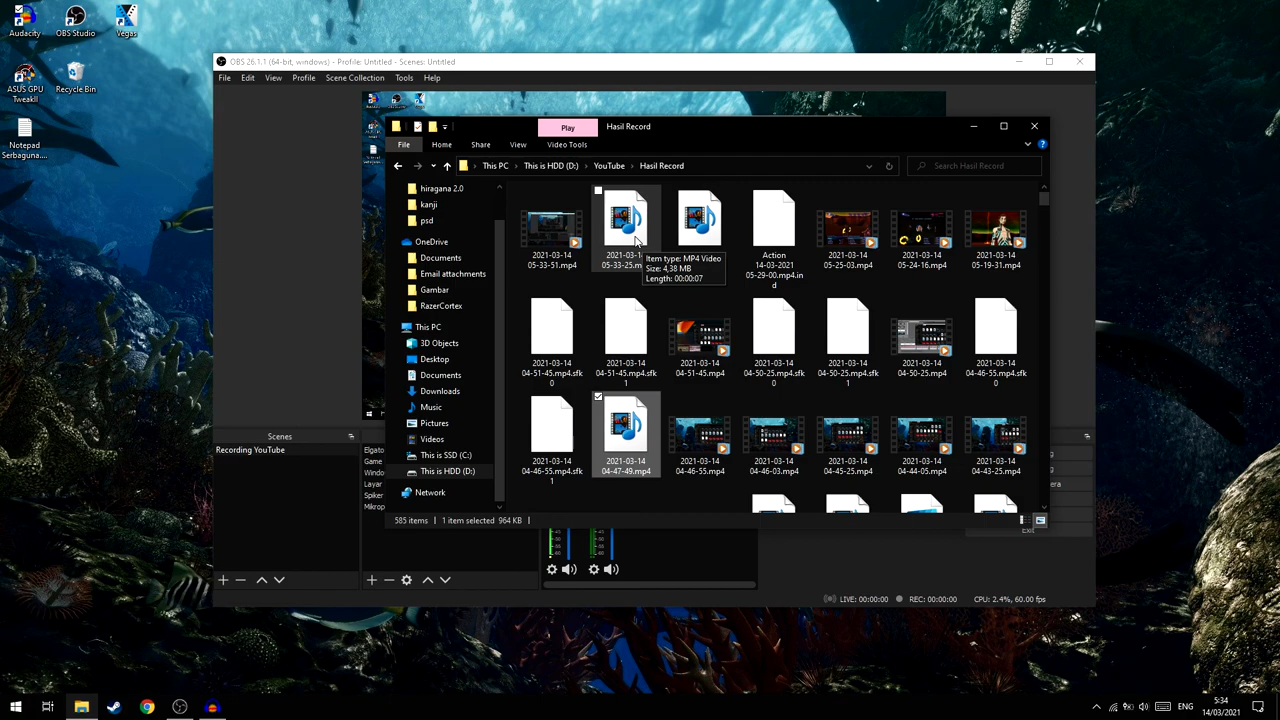 Audacity
OBS Studio
Vegas
ASUS GPU
TweakII
Recycle Bin
Notepad
Serbaguna....
OBS 26.1.1 (64-bit, windows) - Profile: Untitled - Scenes: Untitled
File Edit View Profile Scene Collection Tools Help
Play
Hasil Record
File Home Share View Video Tools
This PC
This is HDD (D:)
YouTube
Hasil Record
Search Hasil Record
hiragana 2.0
kanji
psd
OneDrive
Documents
Email attachments
Gambar
RazerCortex
This PC
3D Objects
Desktop
Documents
Downloads
Music
Pictures
Videos
This is SSD (C:)
This is HDD (D:)
Network
2021-03-14
05-33-51.mp4
2021-03-1
05-33-25.m
Item type: MP4 Video
Size: 4,38 MB
Length: 00:00:07
Action
14-03-2021
05-29-00.mp4.in
d
2021-03-14
05-25-03.mp4
2021-03-14
05-24-16.mp4
2021-03-14
05-19-31.mp4
2021-03-14
04-51-45.mp4.sfk
0
2021-03-14
04-51-45.mp4.sfk
1
2021-03-14
04-51-45.mp4
2021-03-14
04-50-25.mp4.sfk
0
2021-03-14
04-50-25.mp4.sfk
1
2021-03-14
04-50-25.mp4
2021-03-14
04-46-55.mp4.sfk
0
2021-03-14
04-46-55.mp4.sfk
1
2021-03-14
04-47-49.mp4
2021-03-14
04-46-55.mp4
2021-03-14
04-46-03.mp4
2021-03-14
04-45-25.mp4
2021-03-14
04-44-05.mp4
2021-03-14
04-43-25.mp4
585 items
1 item selected 964 KB
Scenes
Recording YouTube
Elgato
Game
Windo
Layar
Spiker
Mikrop
LIVE: 00:00:00
REC: 00:00:00
CPU: 2.4%, 60.00 fps
ENG
5:34
14/03/2021